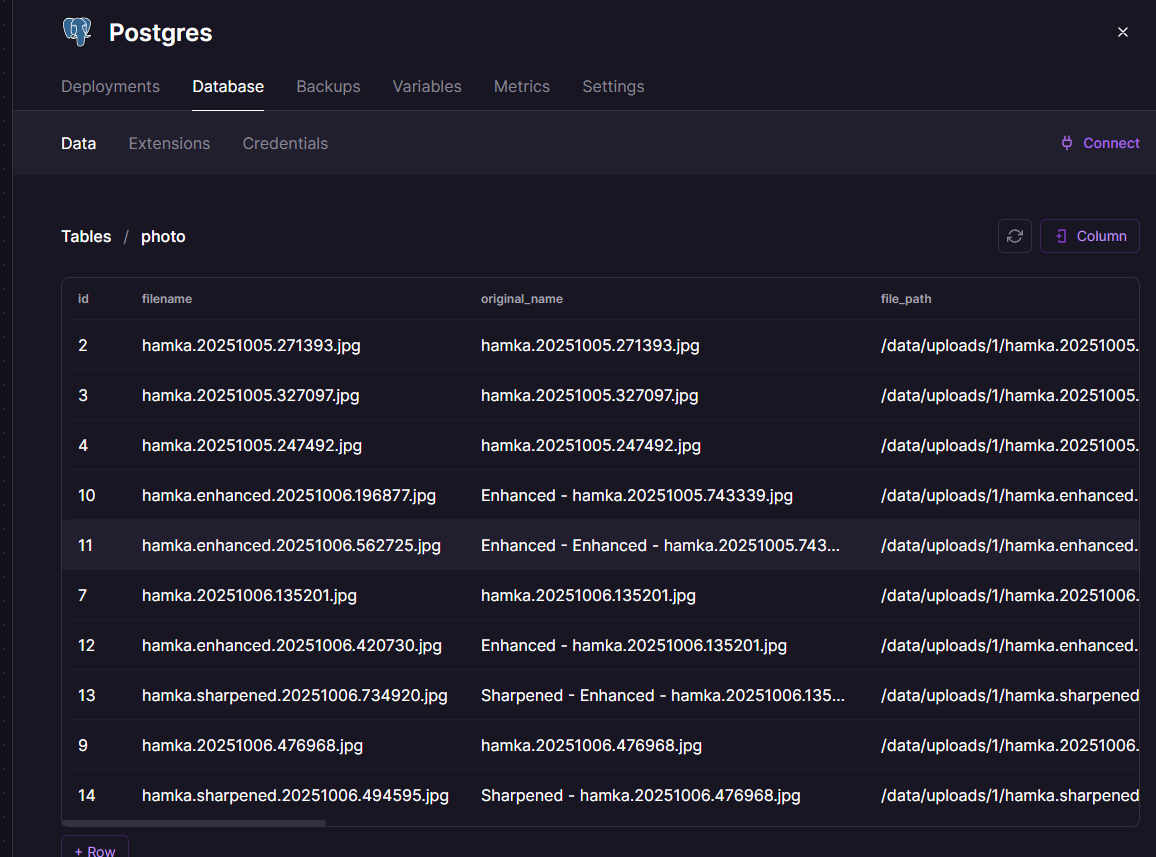 Postgres
Deployments Database Backups Variables Metrics Settings
Data Extensions Credentials Connect
Tables / photo Column
id filename original_name file_path
2 hamka.20251005.271393.jpg hamka.20251005.271393.jpg /data/uploads/1/hamka.20251005.
3 hamka.20251005.327097.jpg hamka.20251005.327097.jpg /data/uploads/1/hamka.20251005.
4 hamka.20251005.247492.jpg hamka.20251005.247492.jpg /data/uploads/1/hamka.20251005.
10 hamka.enhanced.20251006.196877.jpg Enhanced - hamka.20251005.743339.jpg /data/uploads/1/hamka.enhanced.
11 hamka.enhanced.20251006.562725.jpg Enhanced - Enhanced - hamka.20251005.743... /data/uploads/1/hamka.enhanced.
7 hamka.20251006.135201.jpg hamka.20251006.135201.jpg /data/uploads/1/hamka.20251006.
12 hamka.enhanced.20251006.420730.jpg Enhanced - hamka.20251006.135201.jpg /data/uploads/1/hamka.enhanced.
13 hamka.sharpened.20251006.734920.jpg Sharpened - Enhanced - hamka.20251006.135... /data/uploads/1/hamka.sharpened
9 hamka.20251006.476968.jpg hamka.20251006.476968.jpg /data/uploads/1/hamka.20251006.
14 hamka.sharpened.20251006.494595.jpg Sharpened - hamka.20251006.476968.jpg /data/uploads/1/hamka.sharpened
+ Row